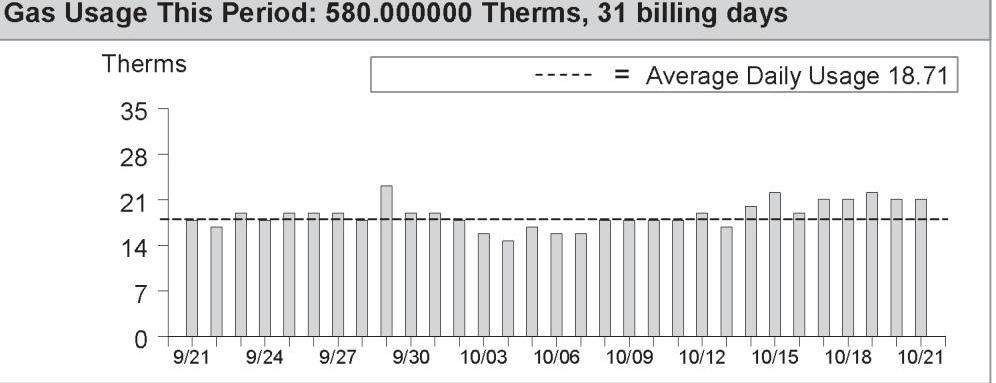 Gas Usage This Period: 580.000000 Therms, 31 billing days
Therms
----- = Average Daily Usage 18.71
35
28
21
14
7
0
9/21 9/24 9/27 9/30 10/03 10/06 10/09 10/12 10/15 10/18 10/21